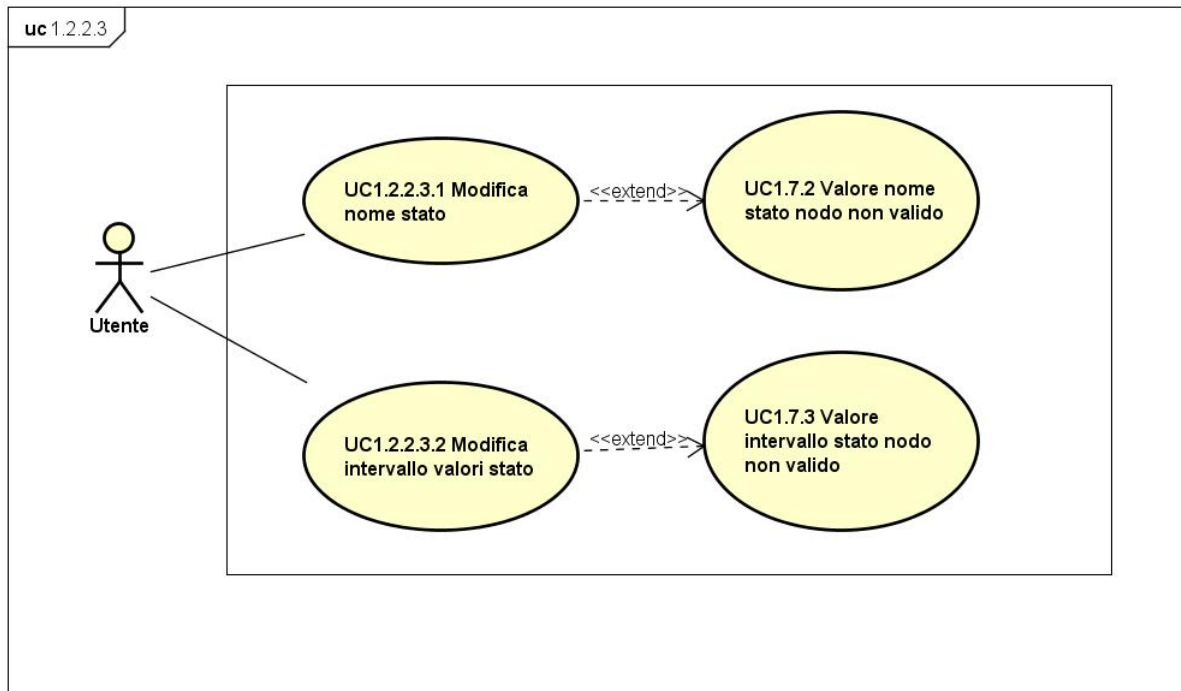 uc 1.2.2.3
UC1.2.2.3.1 Modifica
nome stato
<<extend>>
UC1.7.2 Valore nome
stato nodo non valido
Utente
UC1.2.2.3.2 Modifica
intervallo valori stato
<<extend>>
UC1.7.3 Valore
intervallo stato nodo
non valido